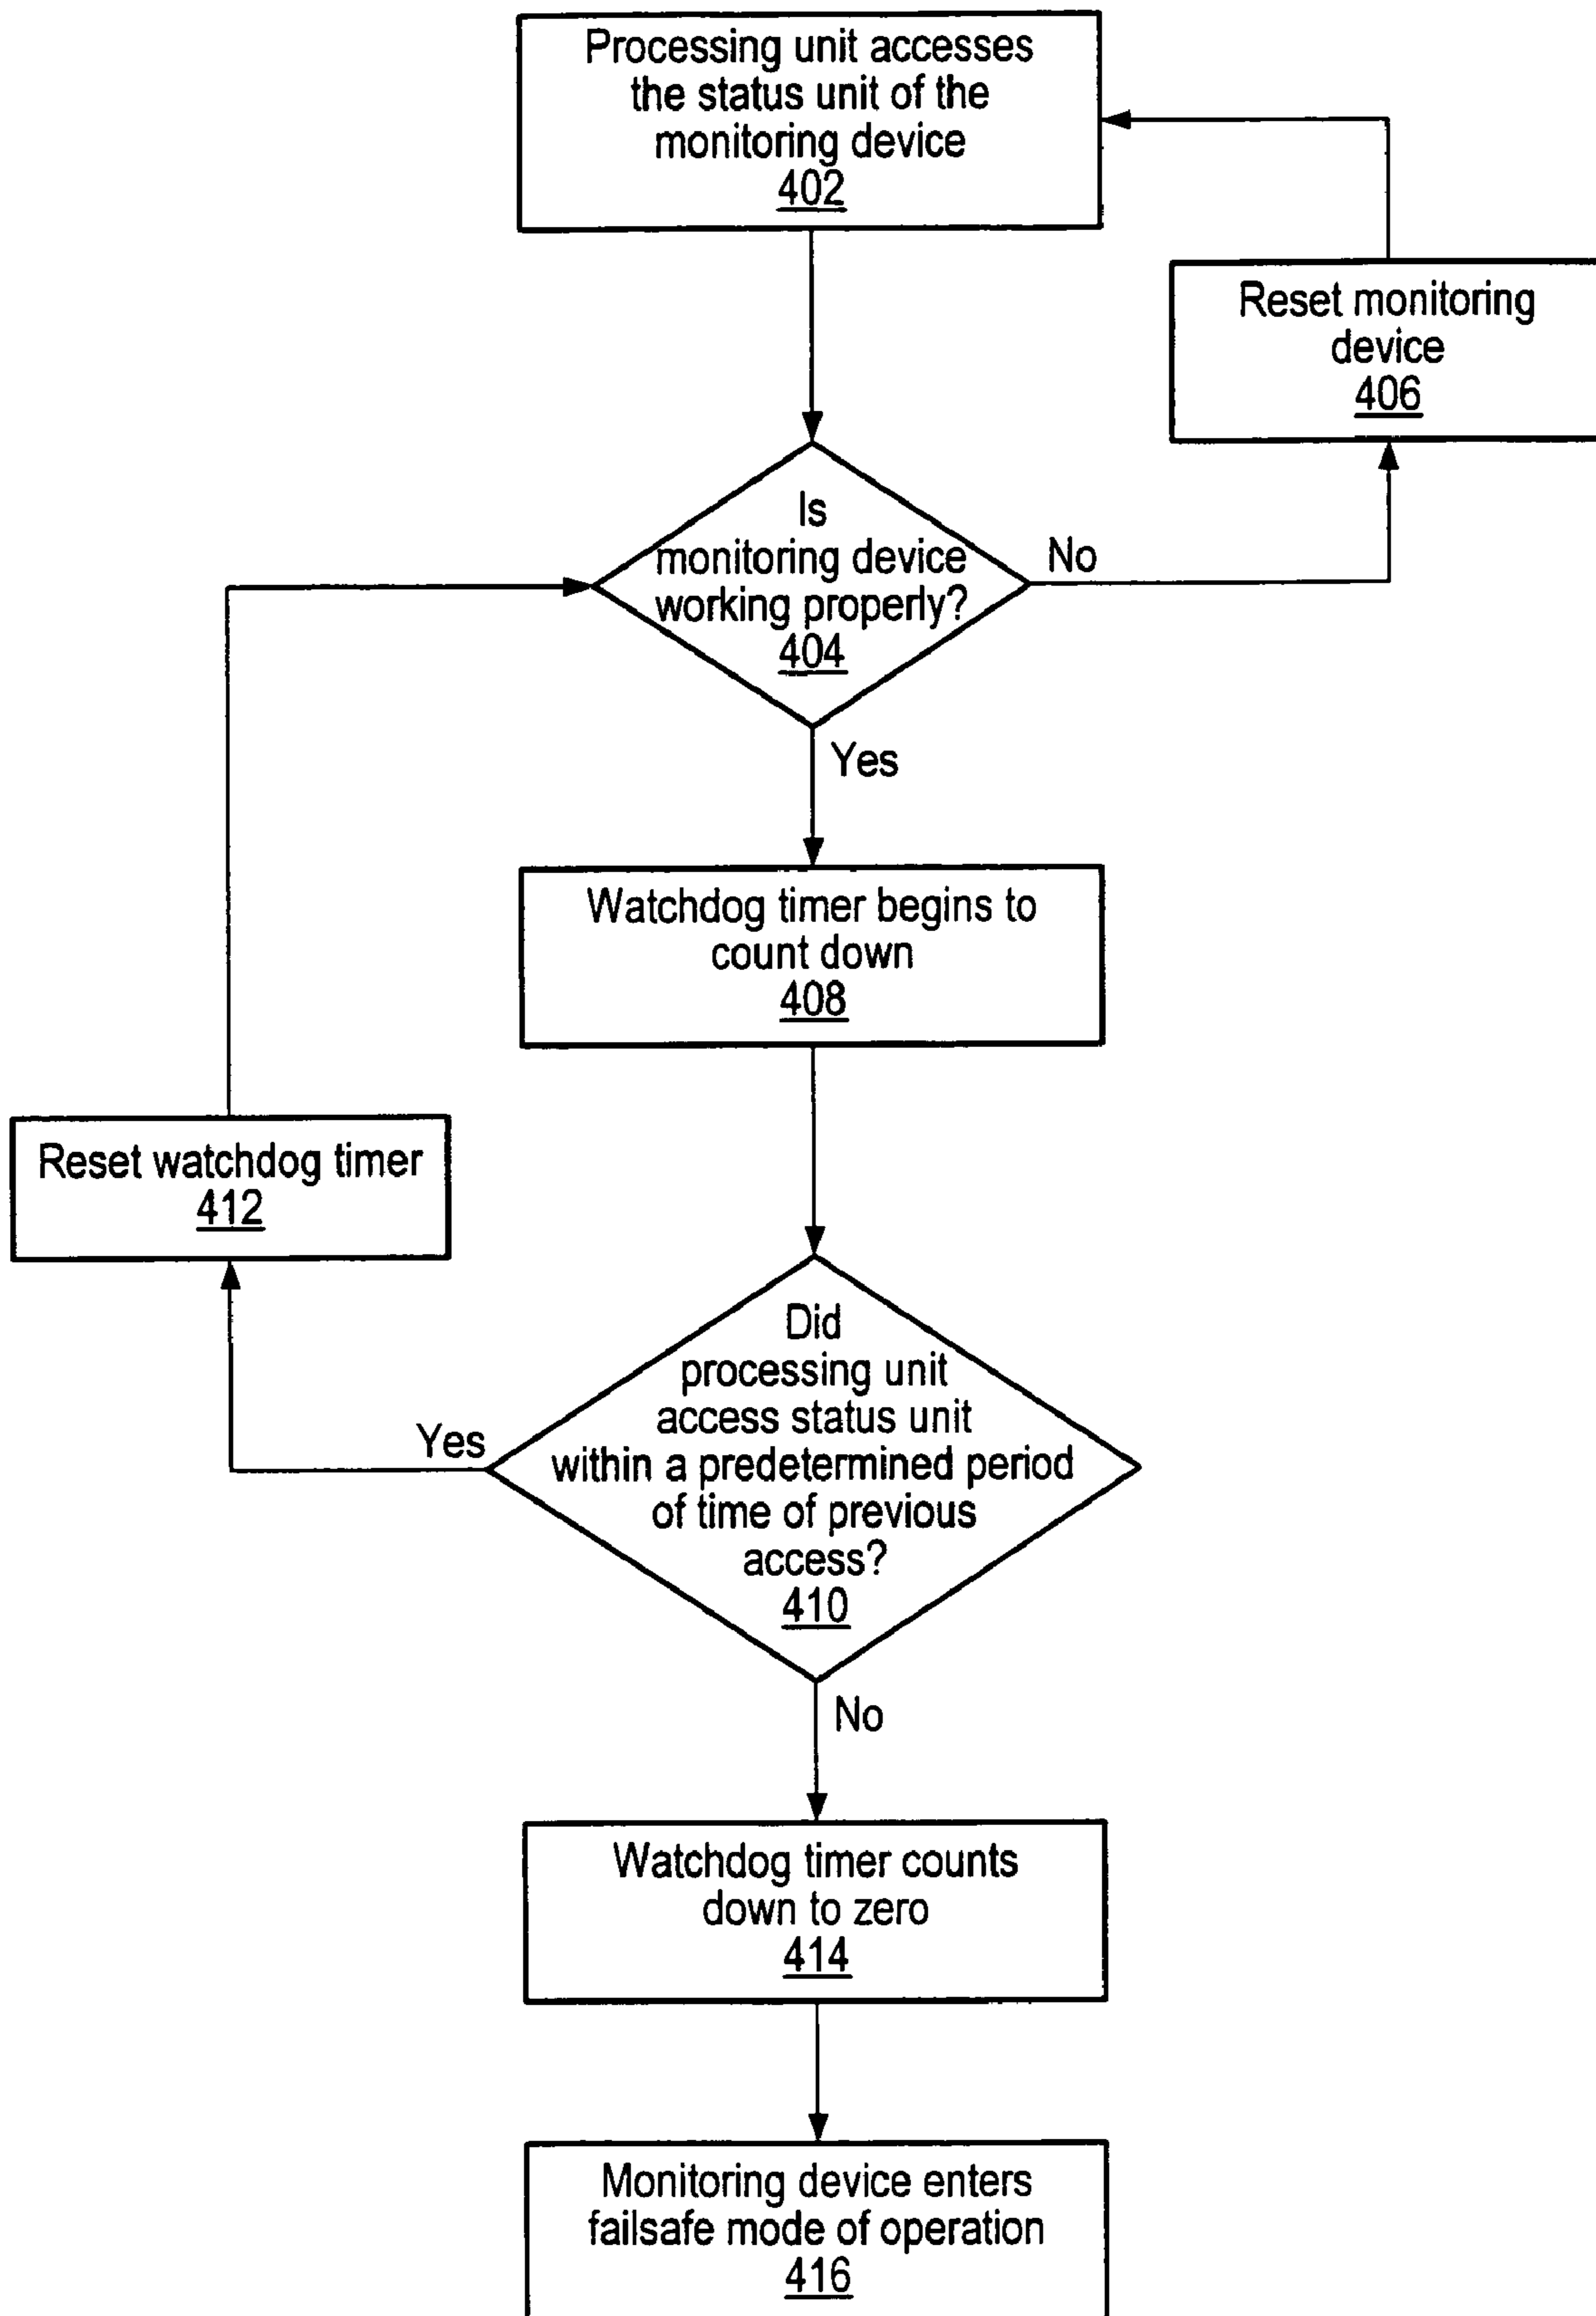 Processing unit accesses
the status unit of the
monitoring device
402
Reset monitoring
device
406
Is
monitoring device
working properly?
404
No
Yes
Watchdog timer begins to
count down
408
Reset watchdog timer
412
Did
processing unit
access status unit
within a predetermined period
of time of previous
access?
410
Yes
No
Watchdog timer counts
down to zero
414
Monitoring device enters
failsafe mode of operation
416